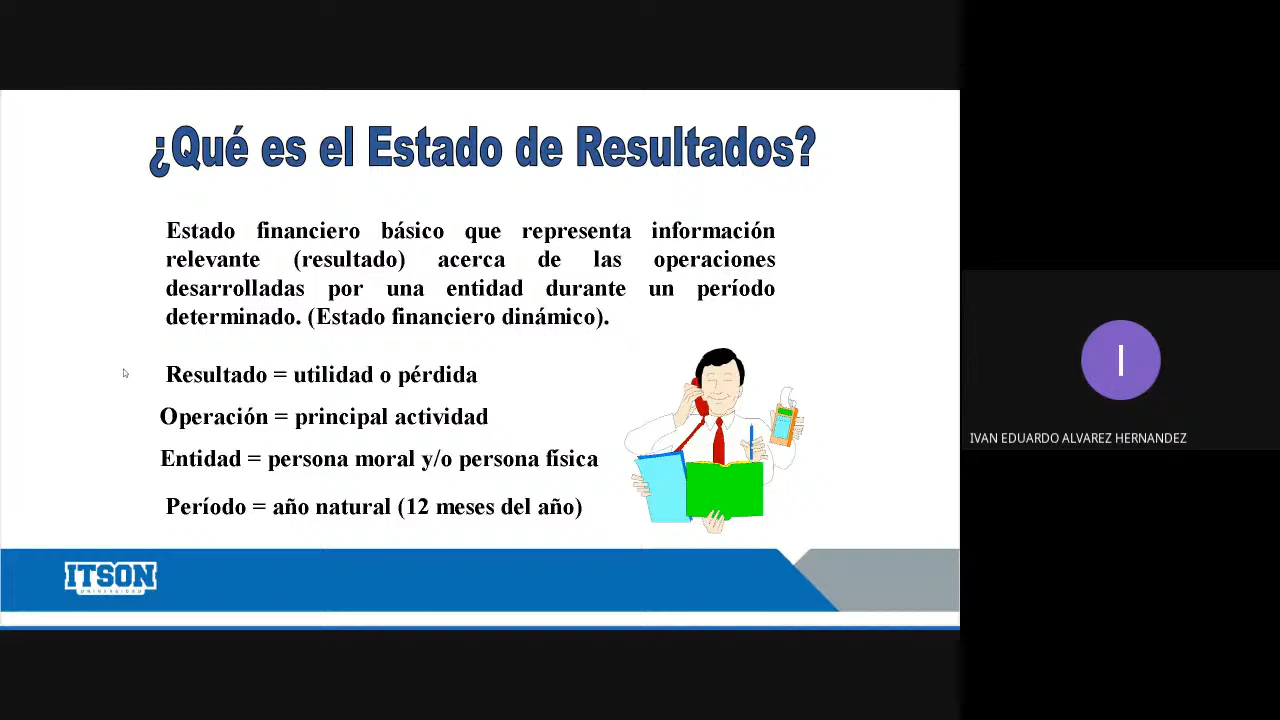 ¿Qué es el Estado de Resultados?
Estado financiero básico que representa información
relevante (resultado) acerca de las operaciones
desarrolladas por una entidad durante un período
determinado. (Estado financiero dinámico).
Resultado = utilidad o pérdida
Operación = principal actividad
Entidad = persona moral y/o persona física
Período = año natural (12 meses del año)
ITSON
UNIVERSIDAD
I
IVAN EDUARDO ALVAREZ HERNANDEZ